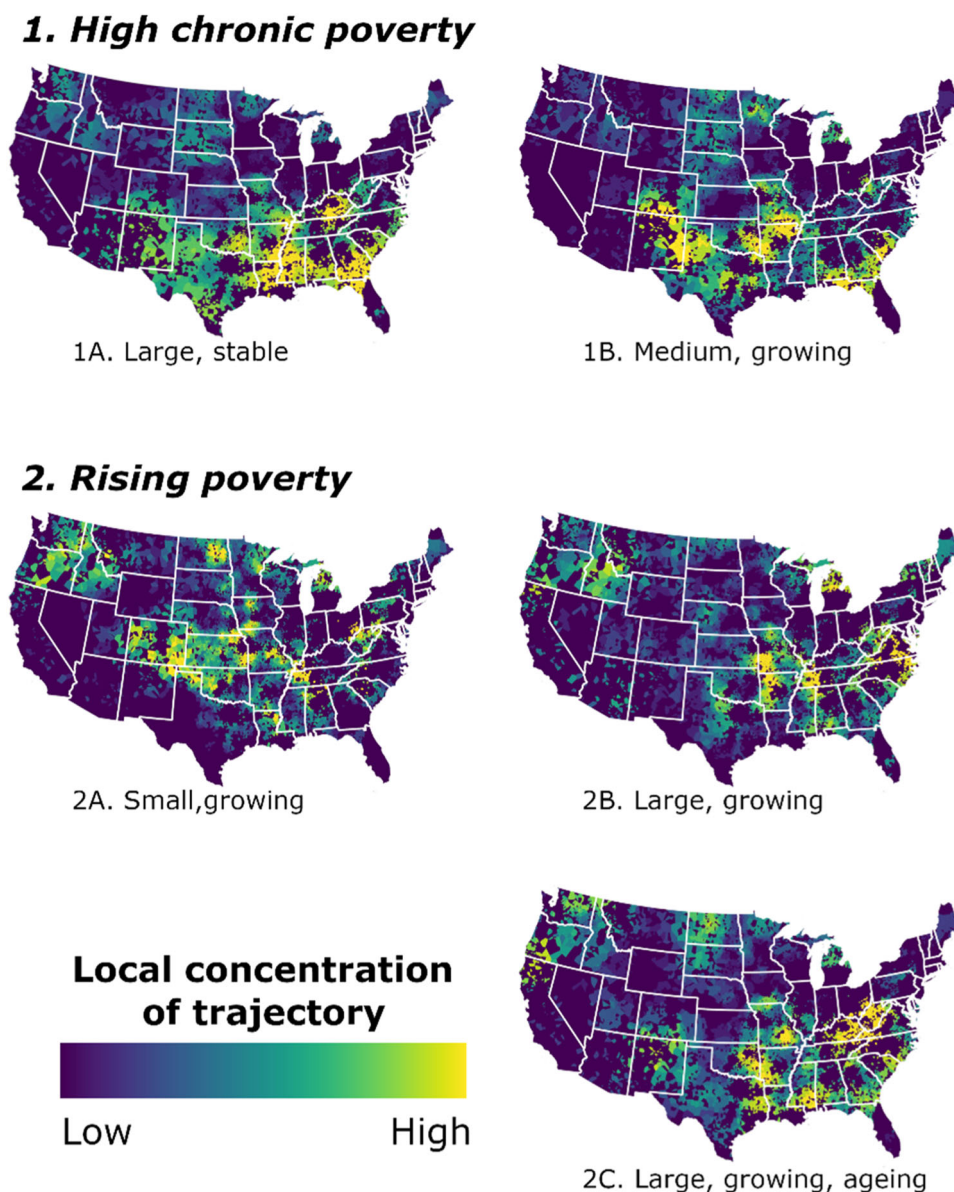 1. High chronic poverty
1A. Large, stable
1B. Medium, growing
2. Rising poverty
2A. Small,growing
2B. Large, growing
Local concentration
of trajectory
Low
High
2C. Large, growing, ageing